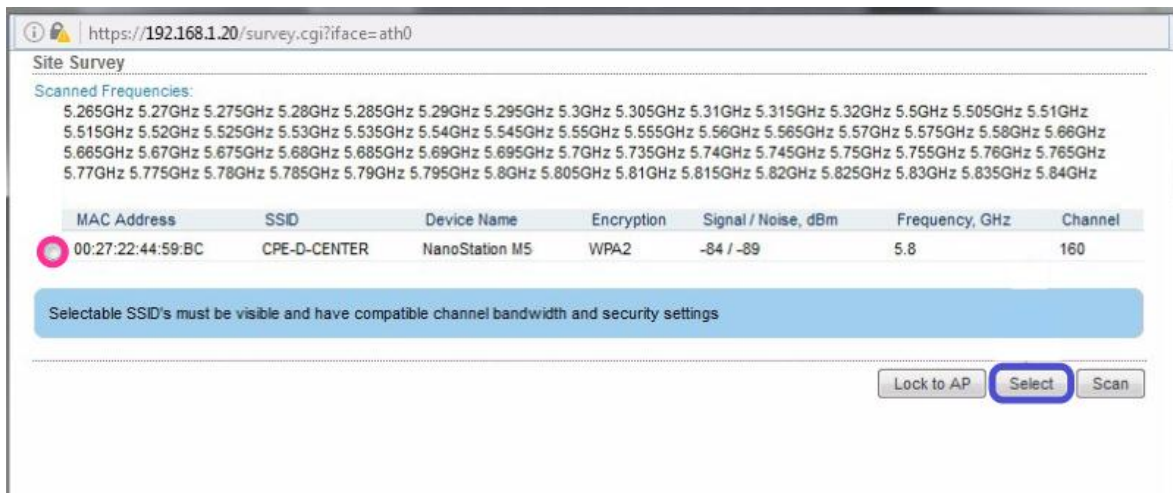 https://192.168.1.20/survey.cgi?iface=ath0
Site Survey
Scanned Frequencies:
5.265GHz 5.27GHz 5.275GHz 5.28GHz 5.285GHz 5.29GHz 5.295GHz 5.3GHz 5.305GHz 5.31GHz 5.315GHz 5.32GHz 5.5GHz 5.505GHz 5.51GHz
5.515GHz 5.52GHz 5.525GHz 5.53GHz 5.535GHz 5.54GHz 5.545GHz 5.55GHz 5.555GHz 5.56GHz 5.565GHz 5.57GHz 5.575GHz 5.58GHz 5.66GHz
5.665GHz 5.67GHz 5.675GHz 5.68GHz 5.685GHz 5.69GHz 5.695GHz 5.7GHz 5.735GHz 5.74GHz 5.745GHz 5.75GHz 5.755GHz 5.76GHz 5.765GHz
5.77GHz 5.775GHz 5.78GHz 5.785GHz 5.79GHz 5.795GHz 5.8GHz 5.805GHz 5.81GHz 5.815GHz 5.82GHz 5.825GHz 5.83GHz 5.835GHz 5.84GHz
MAC Address SSID Device Name Encryption Signal / Noise, dBm Frequency, GHz Channel
00:27:22:44:59:BC CPE-D-CENTER NanoStation M5 WPA2 -84 / -89 5.8 160
Selectable SSID's must be visible and have compatible channel bandwidth and security settings
Lock to AP Select Scan